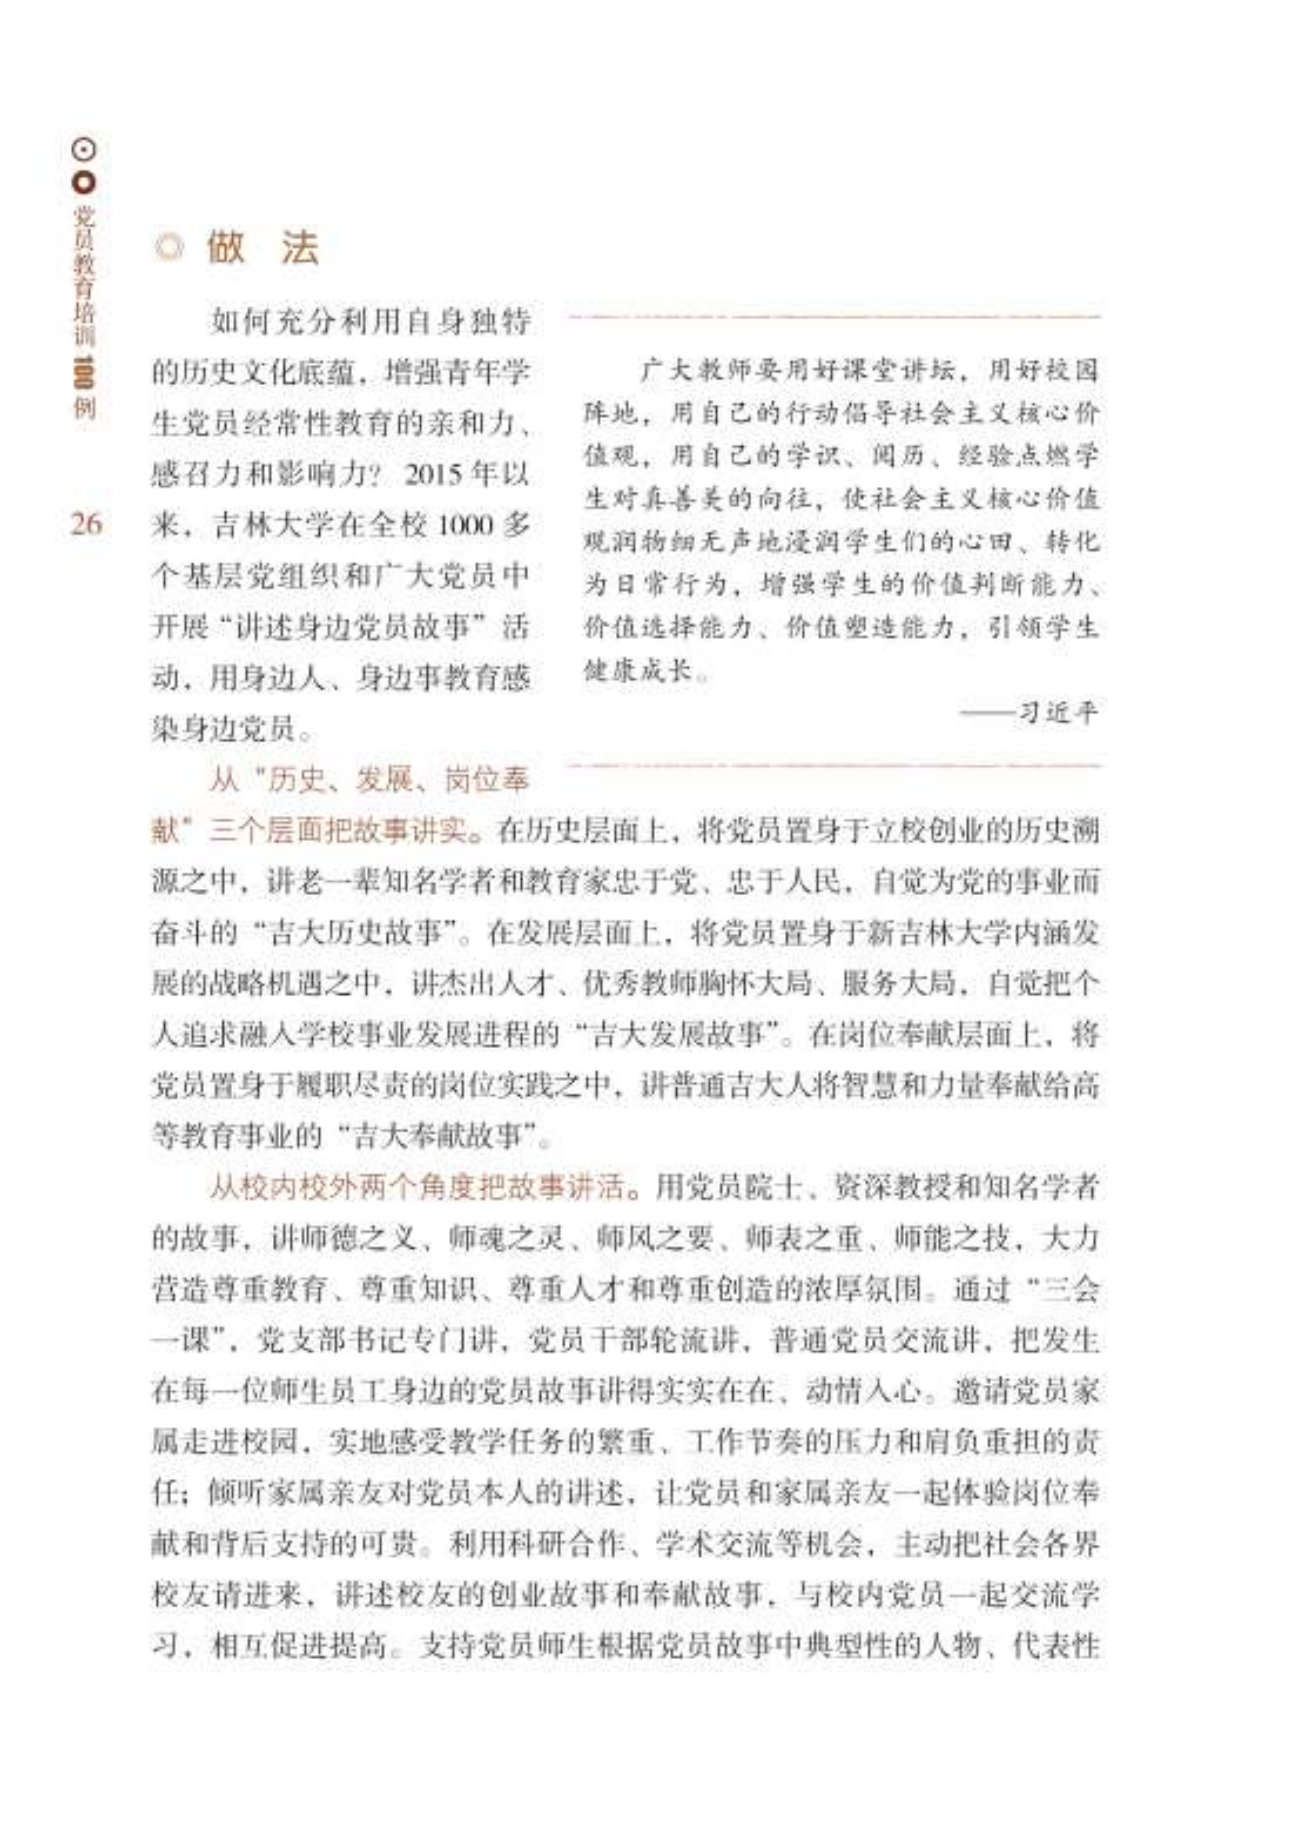 党员教育培训100例
26
做 法
如何充分利用自身独特
的历史文化底蕴，增强青年学
生党员经常性教育的亲和力、
感召力和影响力？2015年以
来，吉林大学在全校1000多
个基层党组织和广大党员中
开展“讲述身边党员故事”活
动，用身边人、身边事教育感
染身边党员。
广大教师要用好课堂讲坛，用好校园
阵地，用自己的行动倡导社会主义核心价
值观，用自己的学识、阅历、经验点燃学
生对真善美的向往，使社会主义核心价值
观润物细无声地浸润学生们的心田、转化
为日常行为，增强学生的价值判断能力、
价值选择能力、价值塑造能力，引领学生
健康成长。
——习近平
从“历史、发展、岗位奉
献”三个层面把故事讲实。在历史层面上，将党员置身于立校创业的历史溯
源之中，讲老一辈知名学者和教育家忠于党、忠于人民，自觉为党的事业而
奋斗的“吉大历史故事”。在发展层面上，将党员置身于新吉林大学内涵发
展的战略机遇之中，讲杰出人才、优秀教师胸怀大局、服务大局，自觉把个
人追求融入学校事业发展进程的“吉大发展故事”。在岗位奉献层面上，将
党员置身于履职尽责的岗位实践之中，讲普通吉大人将智慧和力量奉献给高
等教育事业的“吉大奉献故事”。
从校内校外两个角度把故事讲活。用党员院士、资深教授和知名学者
的故事，讲师德之义、师魂之灵、师风之要、师表之重、师能之技，大力
营造尊重教育、尊重知识、尊重人才和尊重创造的浓厚氛围。通过“三会
一课”，党支部书记专门讲，党员干部轮流讲，普通党员交流讲，把发生
在每一位师生员工身边的党员故事讲得实实在在、动情入心。邀请党员家
属走进校园，实地感受教学任务的繁重、工作节奏的压力和肩负重担的责
任；倾听家属亲友对党员本人的讲述，让党员和家属亲友一起体验岗位奉
献和背后支持的可贵。利用科研合作、学术交流等机会，主动把社会各界
校友请进来，讲述校友的创业故事和奉献故事，与校内党员一起交流学
习，相互促进提高。支持党员师生根据党员故事中典型性的人物、代表性